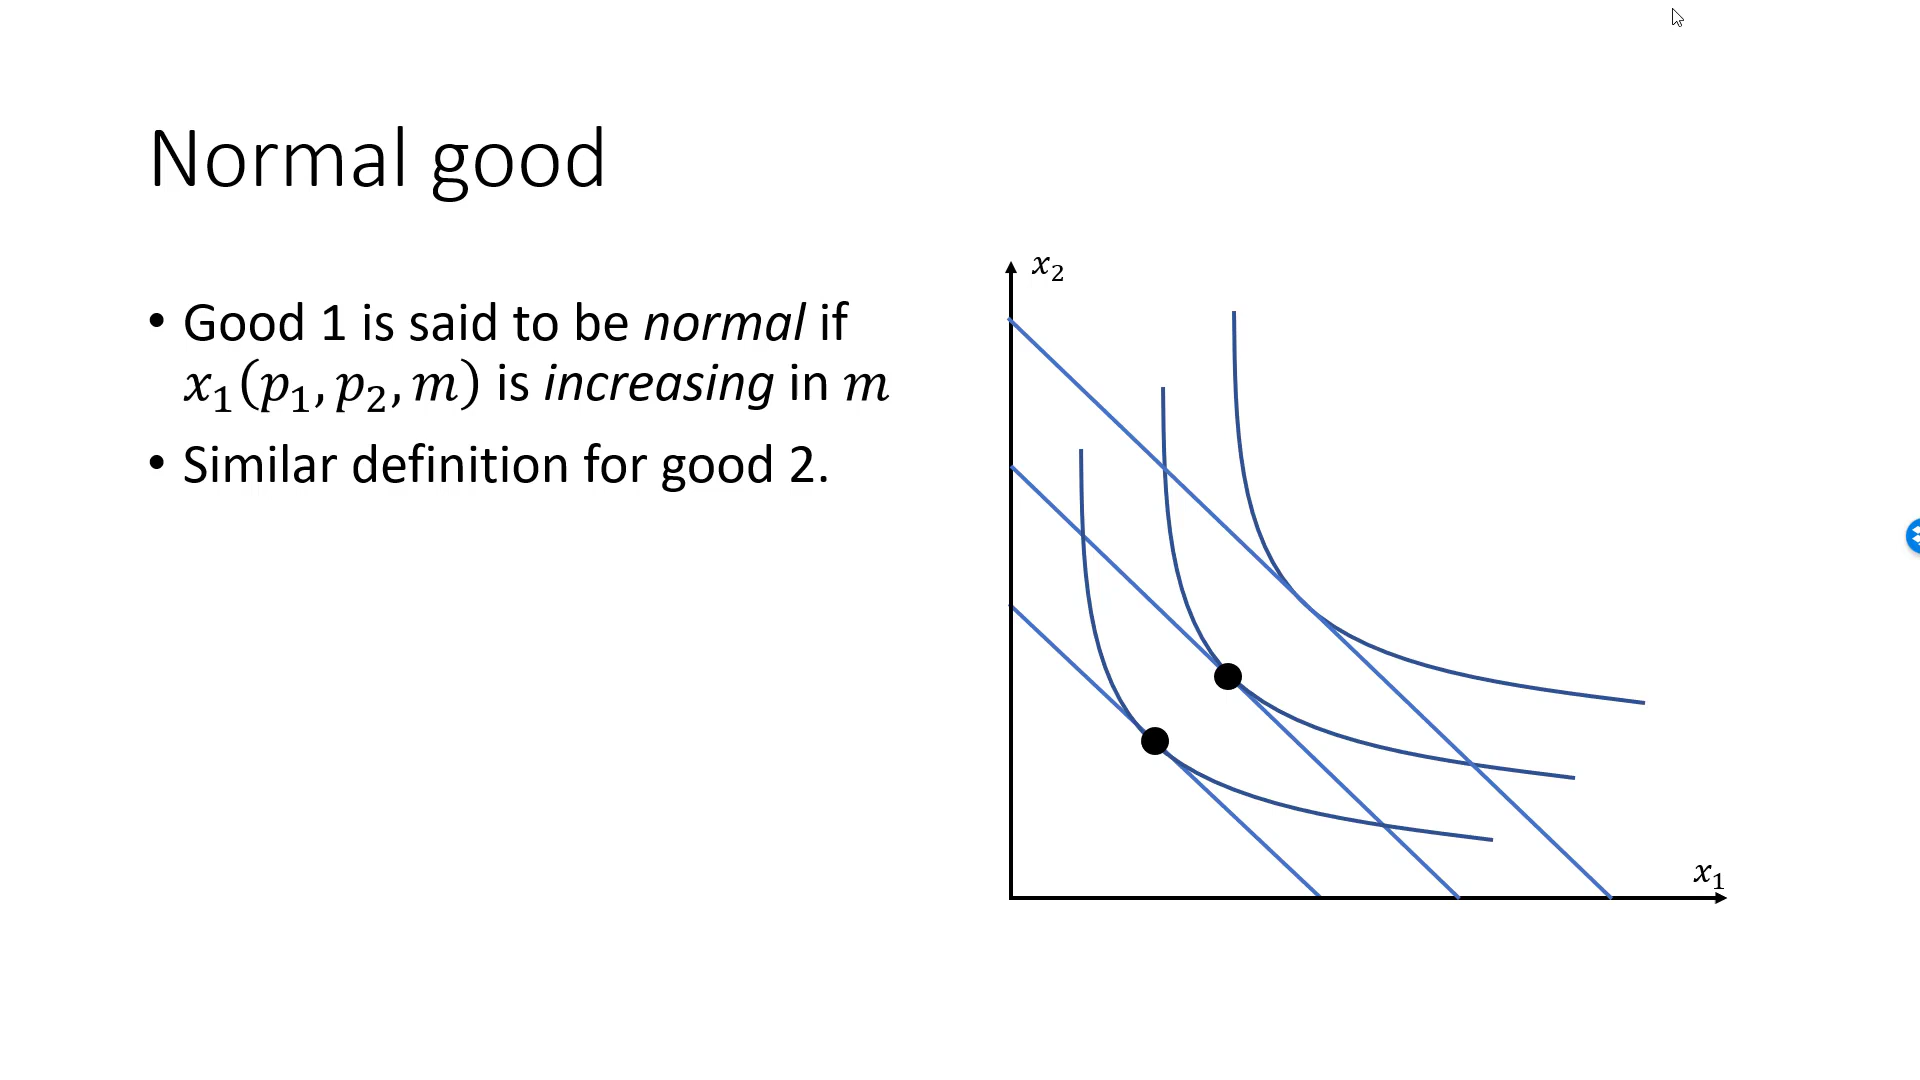 Normal good
• Good 1 is said to be normal if
x₁(p₁, p₂, m) is increasing in m
• Similar definition for good 2.
x₂
x₁